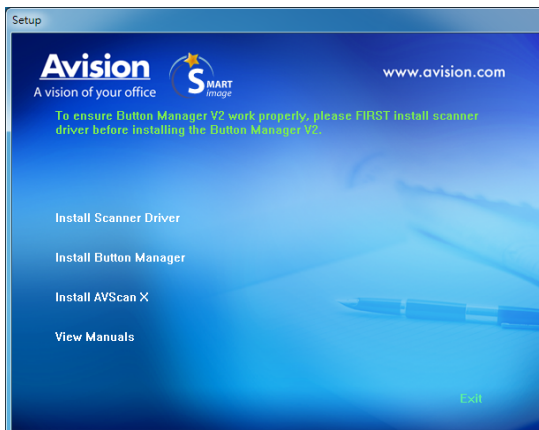 Setup
Avision
A vision of your office
SMART
image
www.avision.com
To ensure Button Manager V2 work properly, please FIRST install scanner
driver before installing the Button Manager V2.
Install Scanner Driver
Install Button Manager
Install AVScan X
View Manuals
Exit